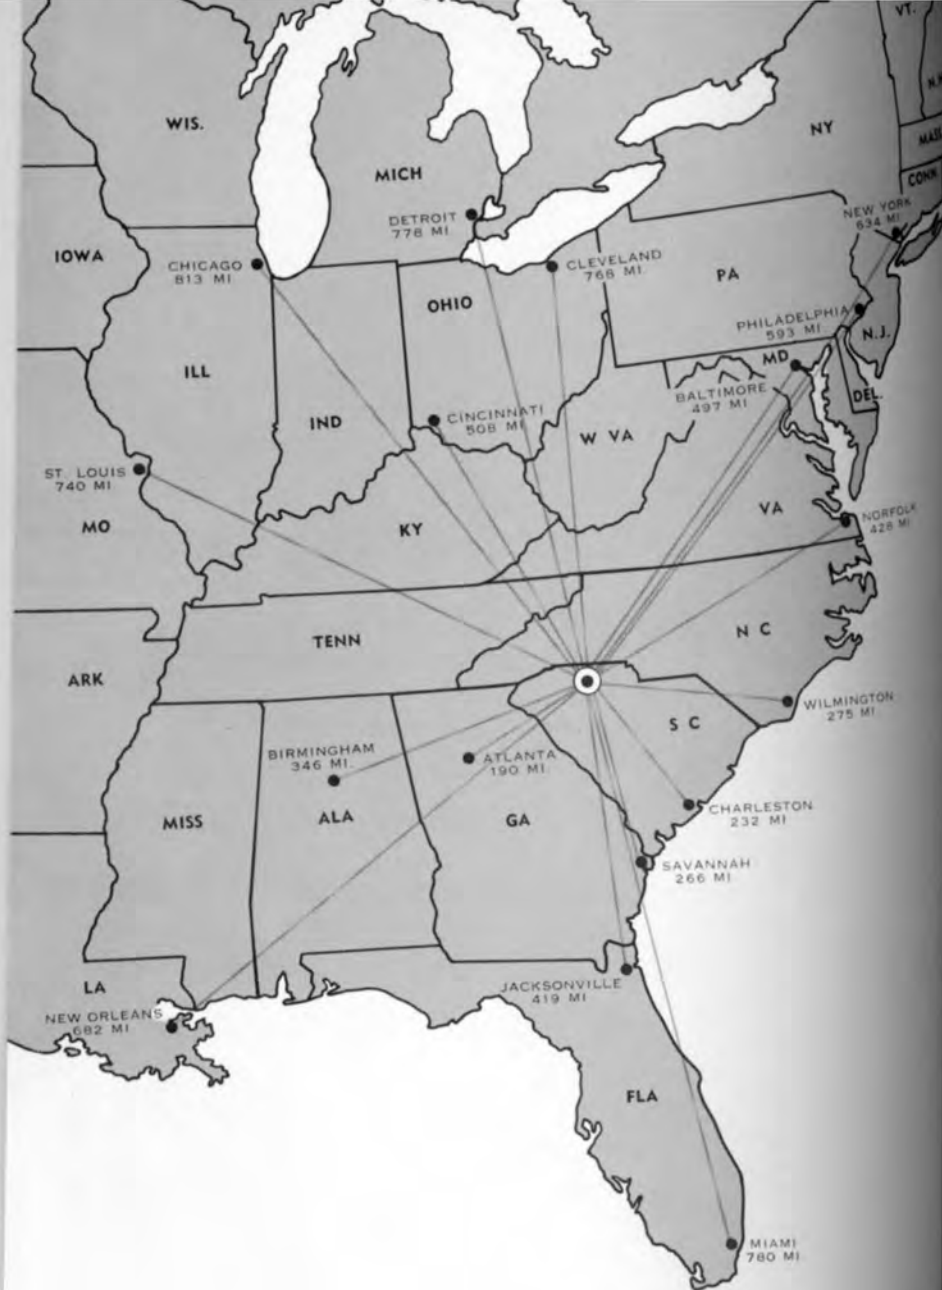 VT.
WIS.
NY
MICH
DETROIT
778 MI
NEW YORK
634 MI.
IOWA
CHICAGO
813 MI
CLEVELAND
768 MI.
PA
OHIO
PHILADELPHIA
593 MI.
N.J.
MD
ILL
BALTIMORE
497 MI
DEL.
IND
CINCINNATI
508 MI
W VA
ST. LOUIS
740 MI
MO
KY
VA
NORFOLK
428 MI
TENN
N C
ARK
S C
WILMINGTON
275 MI
BIRMINGHAM
346 MI.
ATLANTA
190 MI.
MISS
ALA
GA
CHARLESTON
232 MI
SAVANNAH
266 MI
LA
JACKSONVILLE
419 MI
NEW ORLEANS
682 MI
FLA
MIAMI
780 MI
CONN